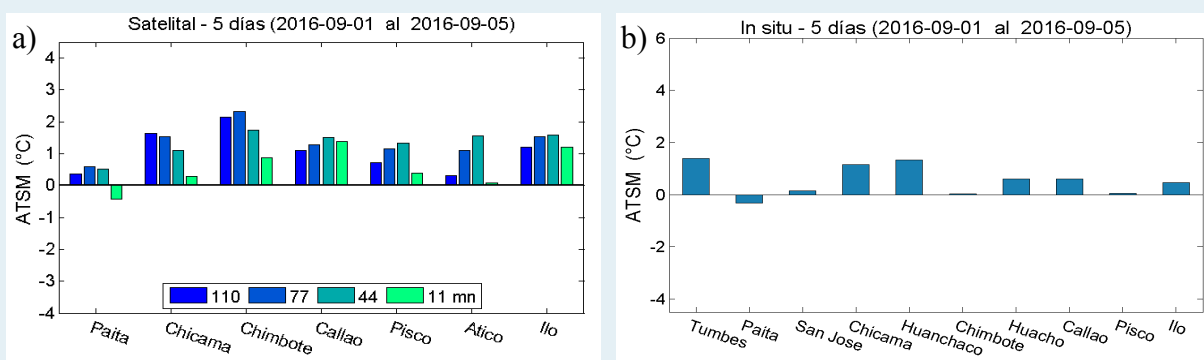 a)
Satelital - 5 días (2016-09-01 al 2016-09-05)
ATSM (°C)
4
3
2
1
0
-1
-2
-3
-4
110 77 44 11 mn
Paita Chicama Chimbote Callao Pisco Atico Ilo
b)
In situ - 5 días (2016-09-01 al 2016-09-05)
ATSM (°C)
6
4
2
0
-2
-4
Tumbes Paita San Jose Chicama Huanchaco Chimbote Huacho Callao Pisco Ilo